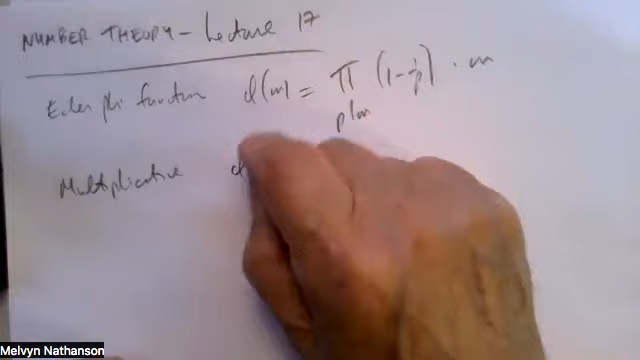 NUMBER THEORY - Lecture 17
Euler phi function φ(m) = ∏ (1 - 1/p) · m
p|m
Multiplicative
Melvyn Nathanson